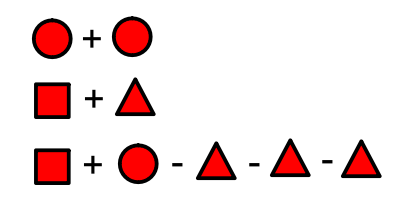 +
+
+ - - -